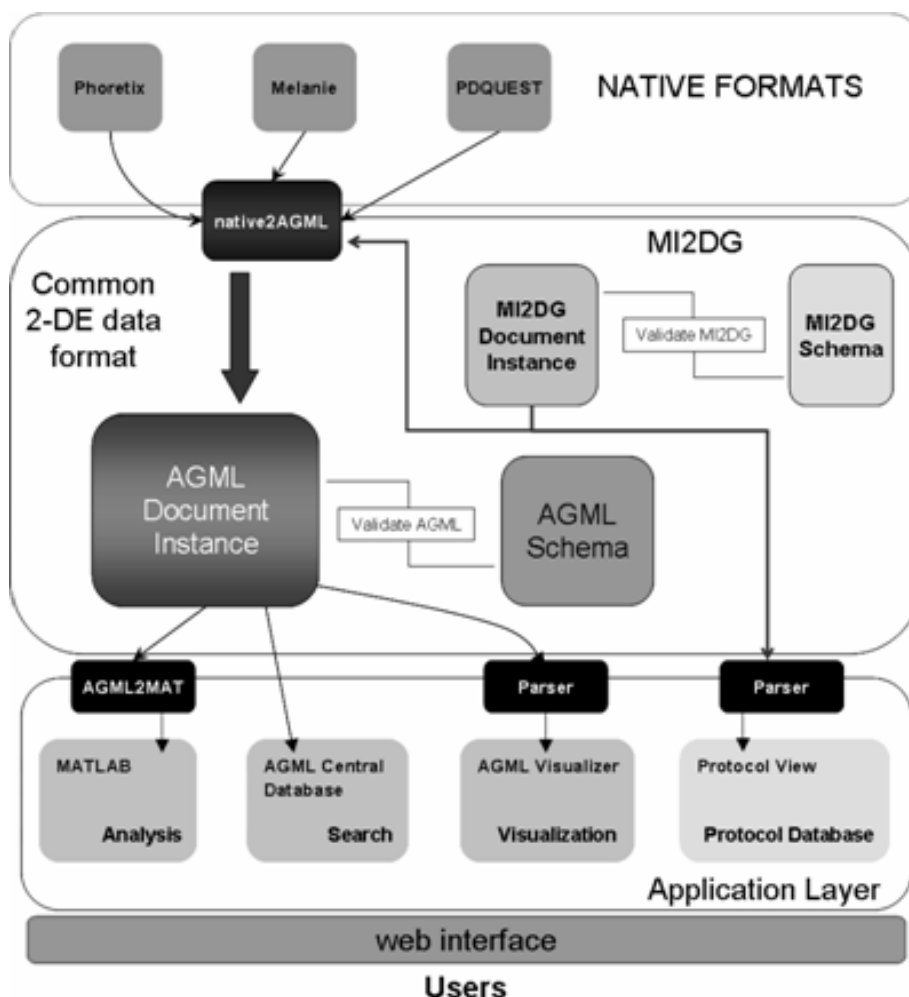 Phoretix
Melanie
PDQUEST
NATIVE FORMATS
native2AGML
MI2DG
Common
2-DE data
format
MI2DG
Document
Instance
Validate MI2DG
MI2DG
Schema
AGML
Document
Instance
Validate AGML
AGML
Schema
AGML2MAT
Parser
Parser
MATLAB
Analysis
AGML Central
Database
Search
AGML Visualizer
Visualization
Protocol View
Protocol Database
Application Layer
web interface
Users